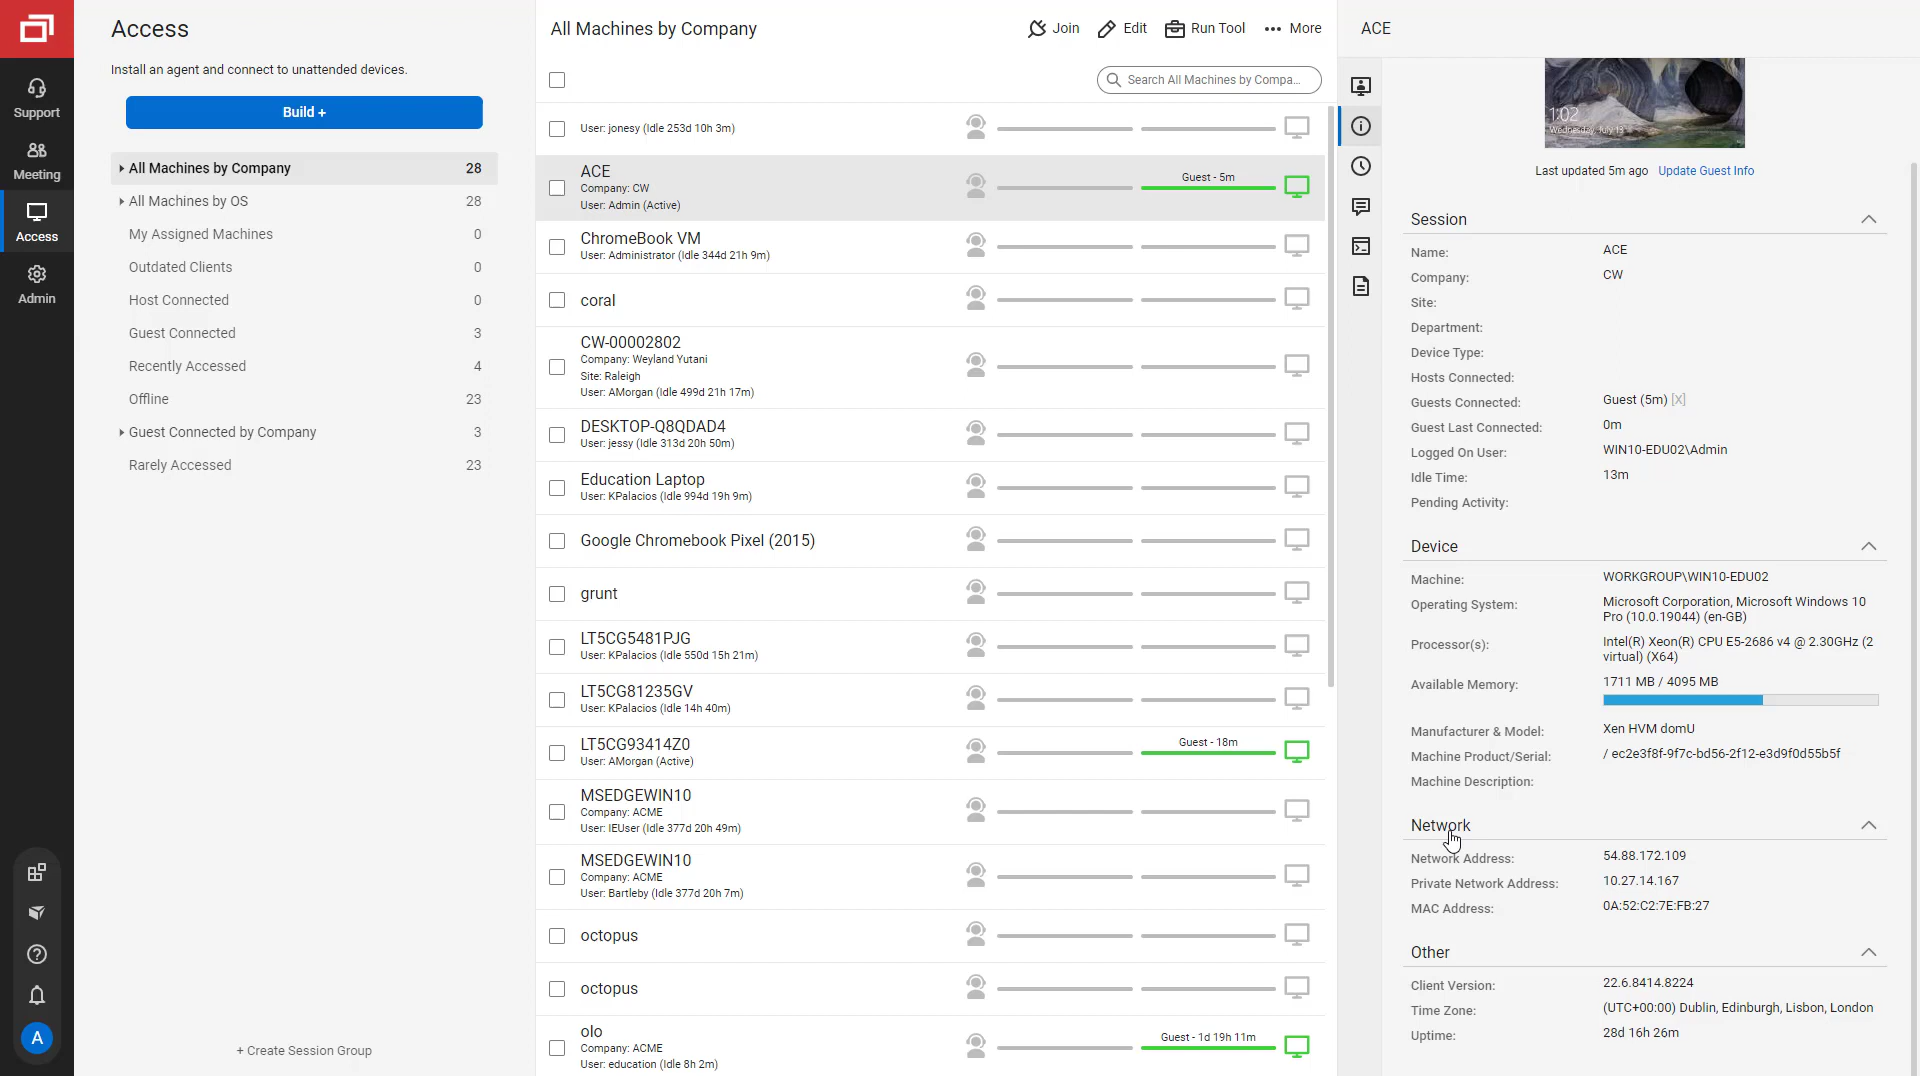 Support
Meeting
Access
Admin
A
Access
Install an agent and connect to unattended devices.
Build +
All Machines by Company 28
All Machines by OS 28
My Assigned Machines 0
Outdated Clients 0
Host Connected 0
Guest Connected 3
Recently Accessed 4
Offline 23
Guest Connected by Company 3
Rarely Accessed 23
+ Create Session Group
All Machines by Company
Join Edit Run Tool More
Search All Machines by Compa...
User: jonesy (Idle 253d 10h 3m)
ACE
Company: CW
User: Admin (Active)
Guest - 5m
ChromeBook VM
User: Administrator (Idle 344d 21h 9m)
coral
CW-00002802
Company: Weyland Yutani
Site: Raleigh
User: AMorgan (Idle 499d 21h 17m)
DESKTOP-Q8QDAD4
User: jessy (Idle 313d 20h 50m)
Education Laptop
User: KPalacios (Idle 994d 19h 9m)
Google Chromebook Pixel (2015)
grunt
LT5CG5481PJG
User: KPalacios (Idle 550d 15h 21m)
LT5CG81235GV
User: KPalacios (Idle 14h 40m)
LT5CG93414Z0
User: AMorgan (Active)
Guest - 18m
MSEDGEWIN10
Company: ACME
User: IEUser (Idle 377d 20h 49m)
MSEDGEWIN10
Company: ACME
User: Bartleby (Idle 377d 20h 7m)
octopus
octopus
olo
Company: ACME
User: education (Idle 8h 2m)
Guest - 1d 19h 11m
ACE
1:02
Wednesday, July 13
Last updated 5m ago Update Guest Info
Session
Name: ACE
Company: CW
Site:
Department:
Device Type:
Hosts Connected:
Guests Connected: Guest (5m) [X]
Guest Last Connected: 0m
Logged On User: WIN10-EDU02\Admin
Idle Time: 13m
Pending Activity:
Device
Machine: WORKGROUP\WIN10-EDU02
Operating System: Microsoft Corporation, Microsoft Windows 10
Pro (10.0.19044) (en-GB)
Processor(s): Intel(R) Xeon(R) CPU E5-2686 v4 @ 2.30GHz (2
virtual) (X64)
Available Memory: 1711 MB / 4095 MB
Manufacturer & Model: Xen HVM domU
Machine Product/Serial: / ec2e3f8f-9f7c-bd56-2f12-e3d9f0d55b5f
Machine Description:
Network
Network Address: 54.88.172.109
Private Network Address: 10.27.14.167
MAC Address: 0A:52:C2:7E:FB:27
Other
Client Version: 22.6.8414.8224
Time Zone: (UTC+00:00) Dublin, Edinburgh, Lisbon, London
Uptime: 28d 16h 26m